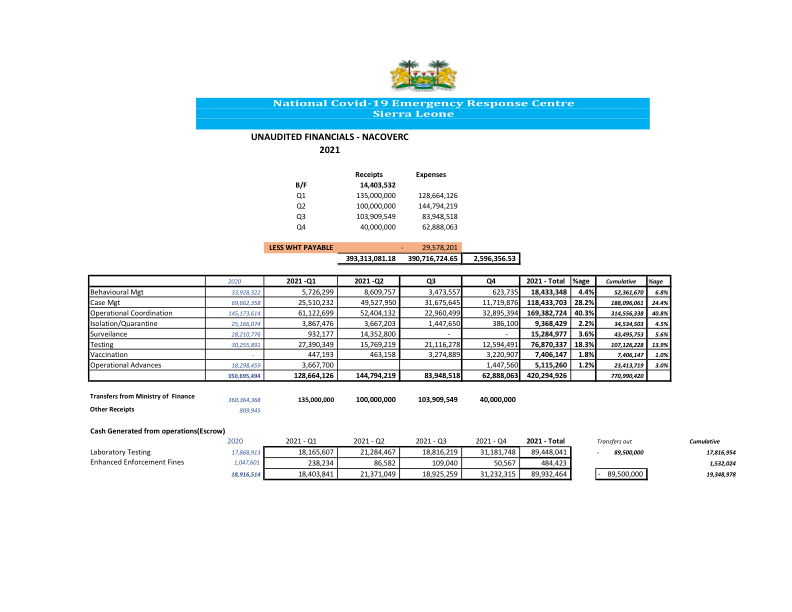 National Covid-19 Emergency Response Centre
Sierra Leone
UNAUDITED FINANCIALS - NACOVERC
2021
Receipts Expenses
B/F 14,403,532
Q1 135,000,000 128,664,126
Q2 100,000,000 144,794,219
Q3 103,909,549 83,948,518
Q4 40,000,000 62,888,063
LESS WHT PAYABLE - 29,578,201
393,313,081.18 390,716,724.65 2,596,356.53
2020 2021 -Q1 2021 -Q2 Q3 Q4 2021 - Total %age Cumulative %age
Behavioural Mgt 33,928,322 5,726,299 8,609,757 3,473,557 623,735 18,433,348 4.4% 52,361,670 6.8%
Case Mgt 69,662,358 25,510,232 49,527,950 31,675,645 11,719,876 118,433,703 28.2% 188,096,061 24.4%
Operational Coordination 145,173,614 61,122,699 52,404,132 22,960,499 32,895,394 169,382,724 40.3% 314,556,338 40.8%
Isolation/Quarantine 25,166,074 3,867,476 3,667,203 1,447,650 386,100 9,368,429 2.2% 34,534,503 4.5%
Surveilance 28,210,776 932,177 14,352,800 - - 15,284,977 3.6% 43,495,753 5.6%
Testing 30,255,891 27,390,349 15,769,219 21,116,278 12,594,491 76,870,337 18.3% 107,126,228 13.9%
Vaccination - 447,193 463,158 3,274,889 3,220,907 7,406,147 1.8% 7,406,147 1.0%
Operational Advances 18,298,459 3,667,700 1,447,560 5,115,260 1.2% 23,413,719 3.0%
350,695,494 128,664,126 144,794,219 83,948,518 62,888,063 420,294,926 770,990,420
Transfers from Ministry of Finance 360,364,368 135,000,000 100,000,000 103,909,549 40,000,000
Other Receipts 809,945
Cash Generated from operations(Escrow)
2020 2021 - Q1 2021 - Q2 2021 - Q3 2021 - Q4 2021 - Total Transfers out Cumulative
Laboratory Testing 17,868,913 18,165,607 21,284,467 18,816,219 31,181,748 89,448,041 - 89,500,000 17,816,954
Enhanced Enforcement Fines 1,047,601 238,234 86,582 109,040 50,567 484,423 1,532,024
18,916,514 18,403,841 21,371,049 18,925,259 31,232,315 89,932,464 - 89,500,000 19,348,978